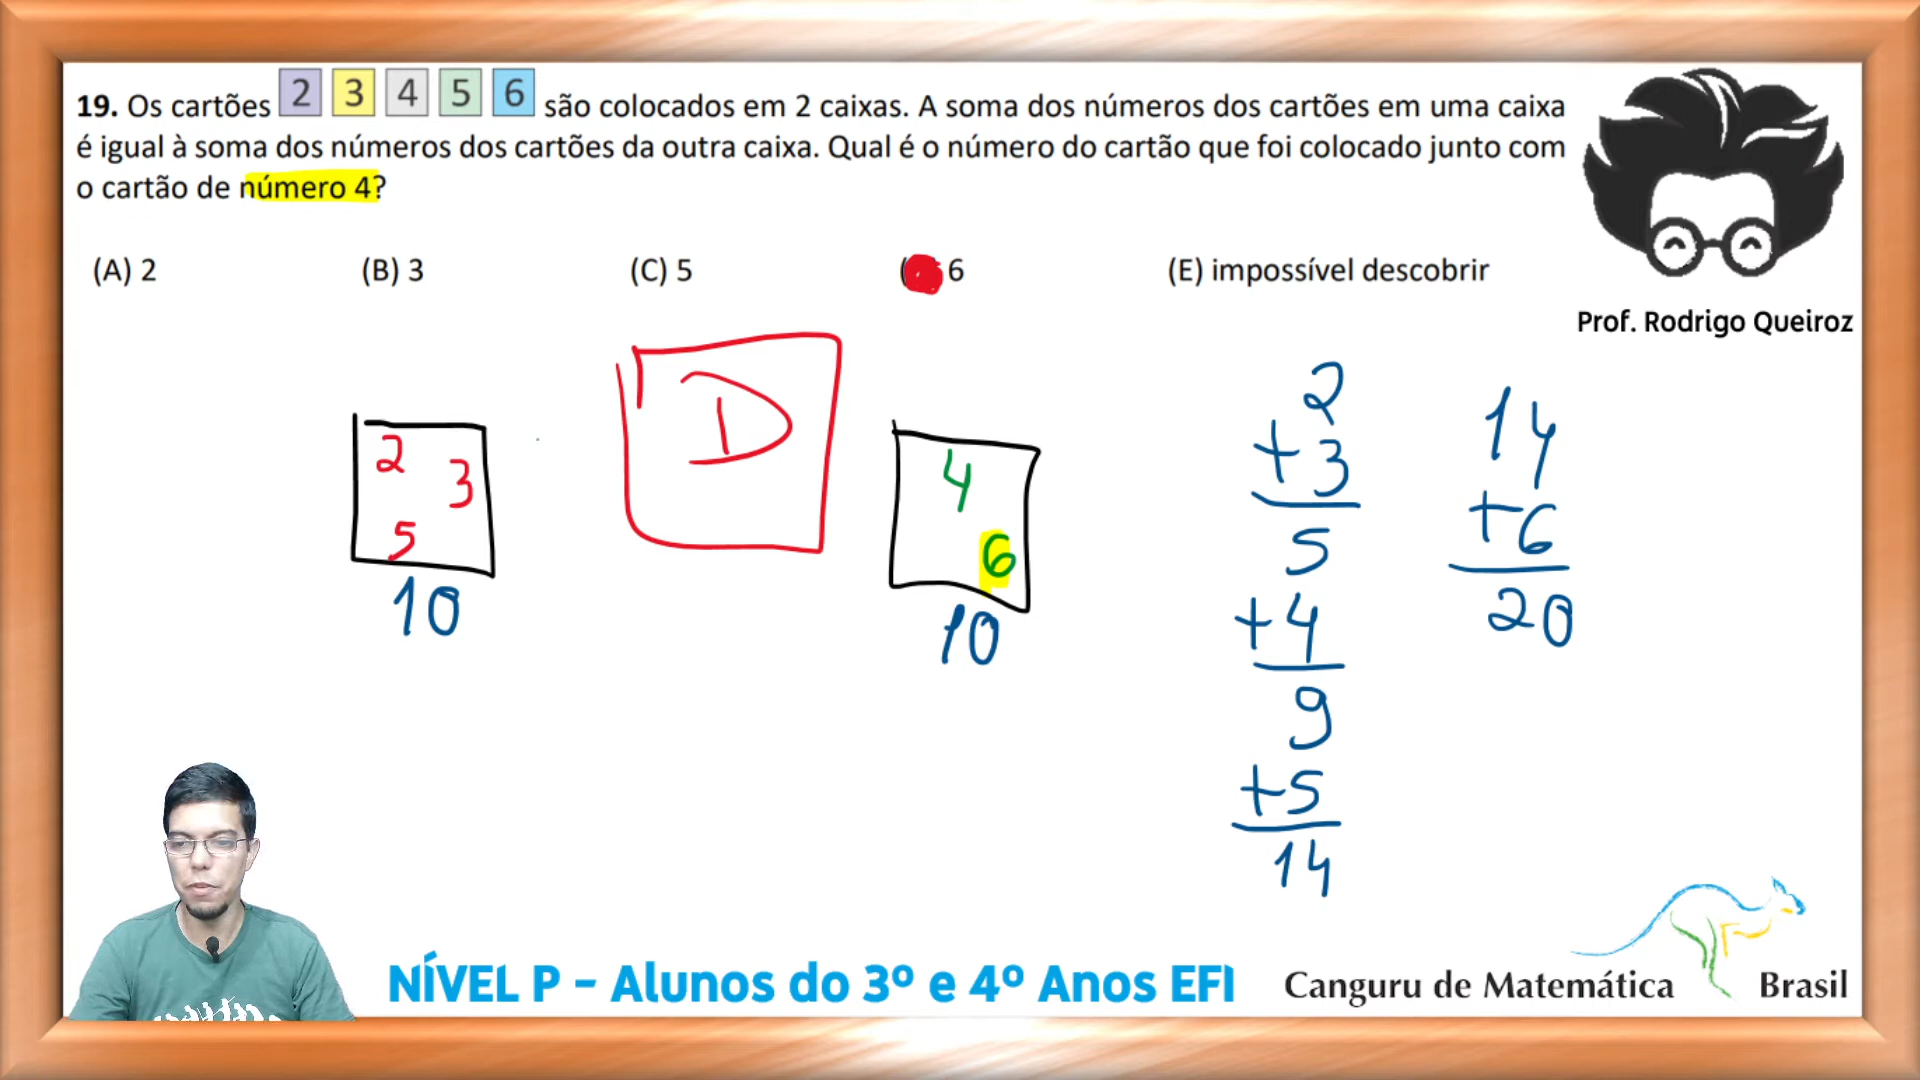 19. Os cartões 2 3 4 5 6 são colocados em 2 caixas. A soma dos números dos cartões em uma caixa
é igual à soma dos números dos cartões da outra caixa. Qual é o número do cartão que foi colocado junto com
o cartão de número 4?
(A) 2 (B) 3 (C) 5 ( 6 (E) impossível descobrir
Prof. Rodrigo Queiroz
D
2
3
5
10
4
6
10
2
+3
5
+4
9
+5
14
14
+6
20
NÍVEL P - Alunos do 3º e 4º Anos EFI
Canguru de Matemática Brasil